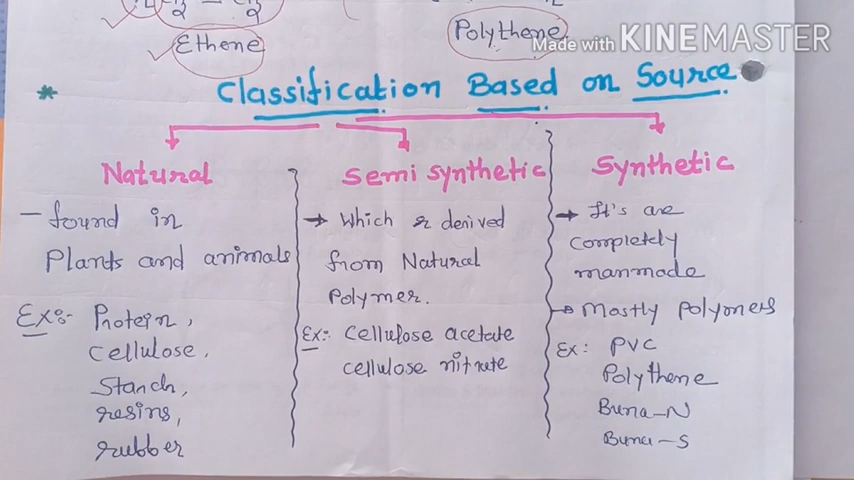 Ethene
Polythene
Made with KINEMASTER
* Classification Based on Source
Natural
- found in
Plants and animals
Ex:- Protein,
Cellulose,
Starch,
resins,
rubber
Semi synthetic
→ Which r derived
from Natural
Polymer.
Ex:- Cellulose acetate
cellulose nitrate
Synthetic
→ It's are
completely
manmade
→ Mostly Polymers
Ex: PVC
Polythene
Buna-N
Buna-S